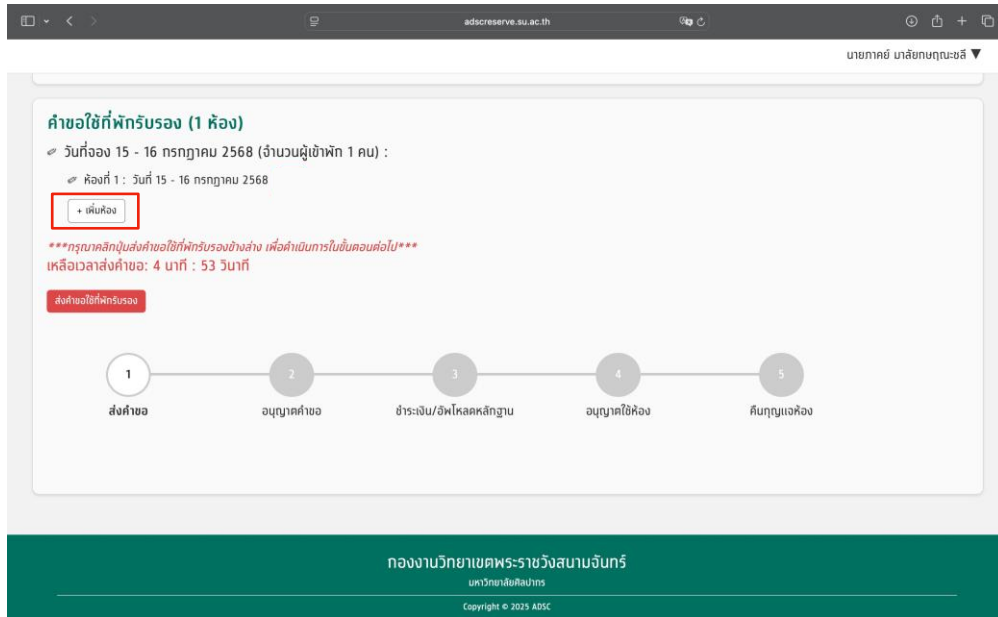 adscreserve.su.ac.th
นายภาคย์ มาลัยกษฤณะชลี ▼
คำขอใช้ที่พักรับรอง (1 ห้อง)
วันที่จอง 15 - 16 กรกฎาคม 2568 (จำนวนผู้เข้าพัก 1 คน) :
ห้องที่ 1 : วันที่ 15 - 16 กรกฎาคม 2568
+ เพิ่มห้อง
***กรุณาคลิกปุ่มส่งคำขอใช้ที่พักรับรองข้างล่าง เพื่อดำเนินการในขั้นตอนต่อไป***
เหลือเวลาส่งคำขอ: 4 นาที : 53 วินาที
ส่งคำขอใช้ที่พักรับรอง
1 2 3 4 5
ส่งคำขอ อนุญาตคำขอ ชำระเงิน/อัพโหลดหลักฐาน อนุญาตใช้ห้อง คืนกุญแจห้อง
กองงานวิทยาเขตพระราชวังสนามจันทร์
มหาวิทยาลัยศิลปากร
Copyright © 2025 ADSC